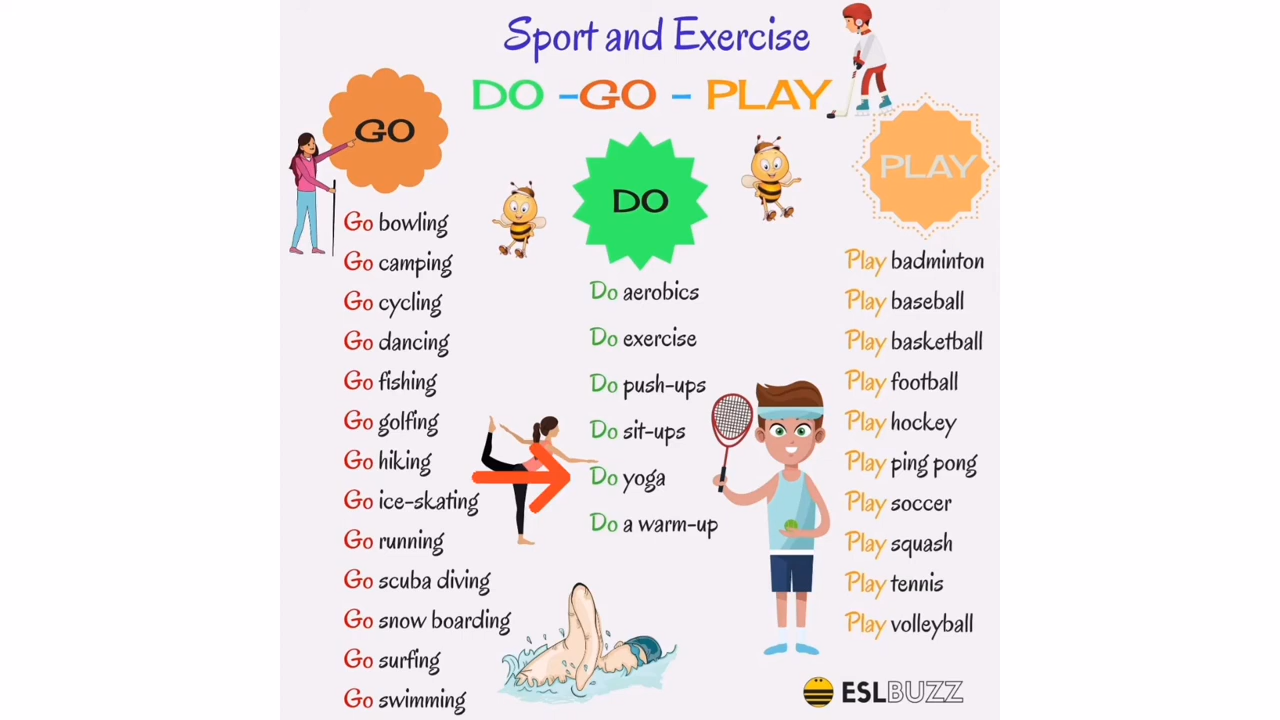 Sport and Exercise
DO – GO – PLAY
GO
Go bowling
Go camping
Go cycling
Go dancing
Go fishing
Go golfing
Go hiking
Go ice-skating
Go running
Go scuba diving
Go snow boarding
Go surfing
Go swimming
DO
Do aerobics
Do exercise
Do push-ups
Do sit-ups
Do yoga
Do a warm-up
PLAY
Play badminton
Play baseball
Play basketball
Play football
Play hockey
Play ping pong
Play soccer
Play squash
Play tennis
Play volleyball
ESLBUZZ